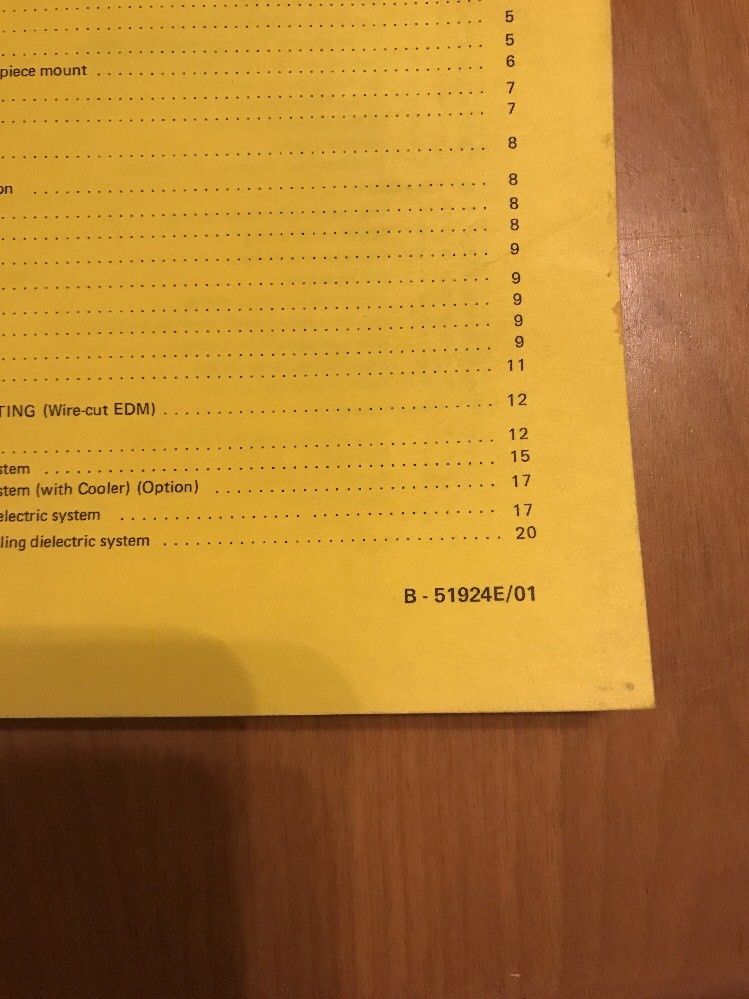 5
5
piece mount . . . . . . . . . . . . . . . . . . . . . . . . . . . . . . . . . . . 6
7
7
8
on . . . . . . . . . . . . . . . . . . . . . . . . . . . . . . . . . . . . . . . . . 8
8
8
9
9
9
9
9
11
TING (Wire-cut EDM) . . . . . . . . . . . . . . . . . . . . . . . . . . . . . 12
12
stem . . . . . . . . . . . . . . . . . . . . . . . . . . . . . . . . . . . . . . . . . 15
stem (with Cooler) (Option) . . . . . . . . . . . . . . . . . . . . . . . . 17
electric system . . . . . . . . . . . . . . . . . . . . . . . . . . . . . . . . . 17
ling dielectric system . . . . . . . . . . . . . . . . . . . . . . . . . . . . . 20
B - 51924E/01